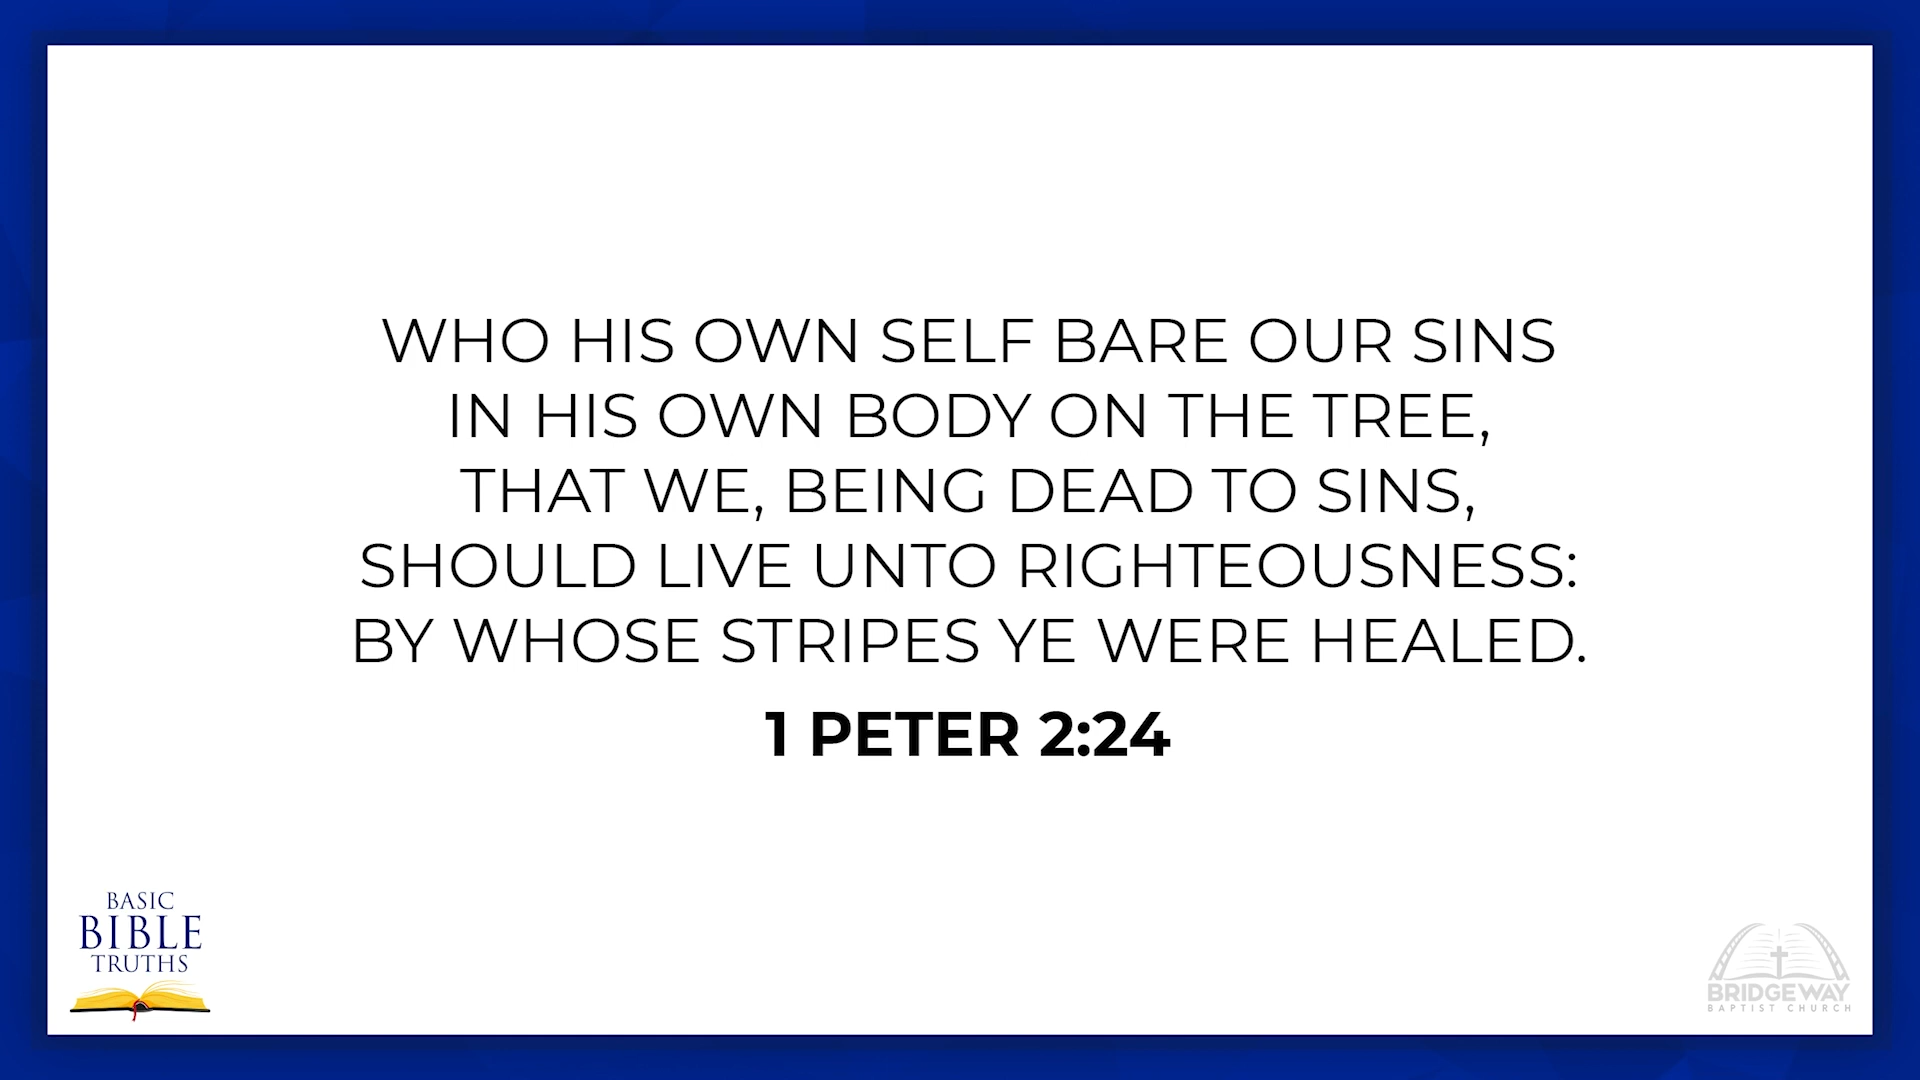 WHO HIS OWN SELF BARE OUR SINS
IN HIS OWN BODY ON THE TREE,
THAT WE, BEING DEAD TO SINS,
SHOULD LIVE UNTO RIGHTEOUSNESS:
BY WHOSE STRIPES YE WERE HEALED.
1 PETER 2:24
BASIC
BIBLE
TRUTHS
BRIDGEWAY
BAPTIST CHURCH